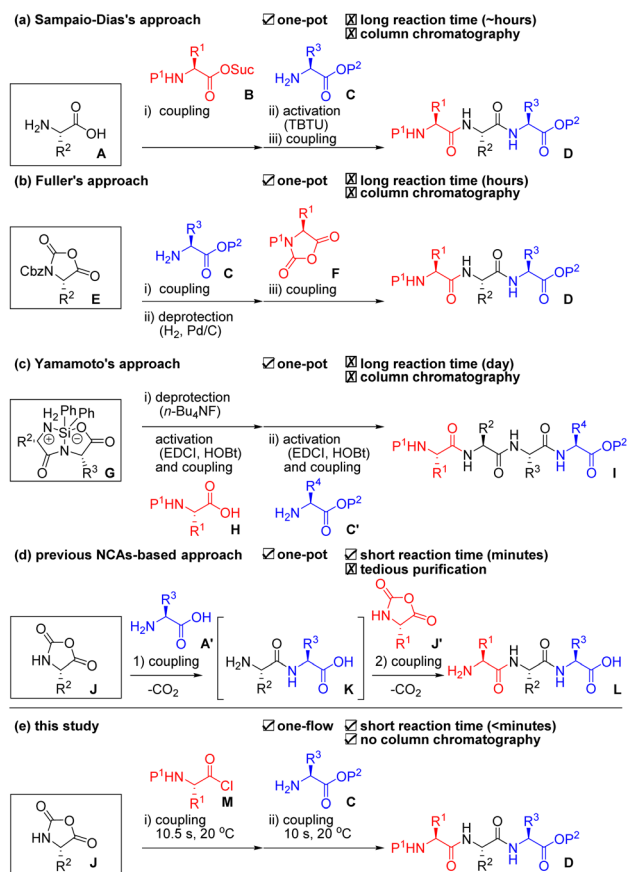 (a) Sampaio-Dias's approach ☑ one-pot ☒ long reaction time (~hours)
☒ column chromatography
R¹
P¹HN OSuc
O
B
R³
H₂N OP²
O
C
i) coupling
ii) activation
(TBTU)
iii) coupling
O
H₂N OH
R²
A
R¹ H O R³
P¹HN N N OP²
O R² H O
D
(b) Fuller's approach ☑ one-pot ☒ long reaction time (hours)
☒ column chromatography
O O
CbzN O
R²
E
R³
H₂N OP²
O
C
R¹
P¹N O
O O
F
i) coupling
iii) coupling
ii) deprotection
(H₂, Pd/C)
R¹ H O R³
P¹HN N N OP²
O R² H O
D
(c) Yamamoto's approach ☑ one-pot ☒ long reaction time (day)
☒ column chromatography
H₂ Ph Ph
N Si O
+ −
R² N O
O R³
G
i) deprotection
(n-Bu₄NF)
activation
(EDCI, HOBt)
and coupling
ii) activation
(EDCI, HOBt)
and coupling
O
P¹HN OH
R¹
H
R⁴
H₂N OP²
O
C'
O R² H O R⁴
P¹HN N N N OP²
R¹ H O R³ H O
I
(d) previous NCAs-based approach ☑ one-pot ☑ short reaction time (minutes)
☒ tedious purification
O O
HN O
R²
J
R³
H₂N OH
O
A'
1) coupling
-CO₂
O R³
H₂N N OH
R² H O
K
O O
HN O
R¹
J'
2) coupling
-CO₂
R¹ H O R³
H₂N N N OH
O R² H O
L
(e) this study ☑ one-flow ☑ short reaction time (<minutes)
☑ no column chromatography
O O
HN O
R²
J
O
P¹HN Cl
R¹
M
R³
H₂N OP²
O
C
i) coupling
10.5 s, 20 °C
ii) coupling
10 s, 20 °C
R¹ H O R³
P¹HN N N OP²
O R² H O
D